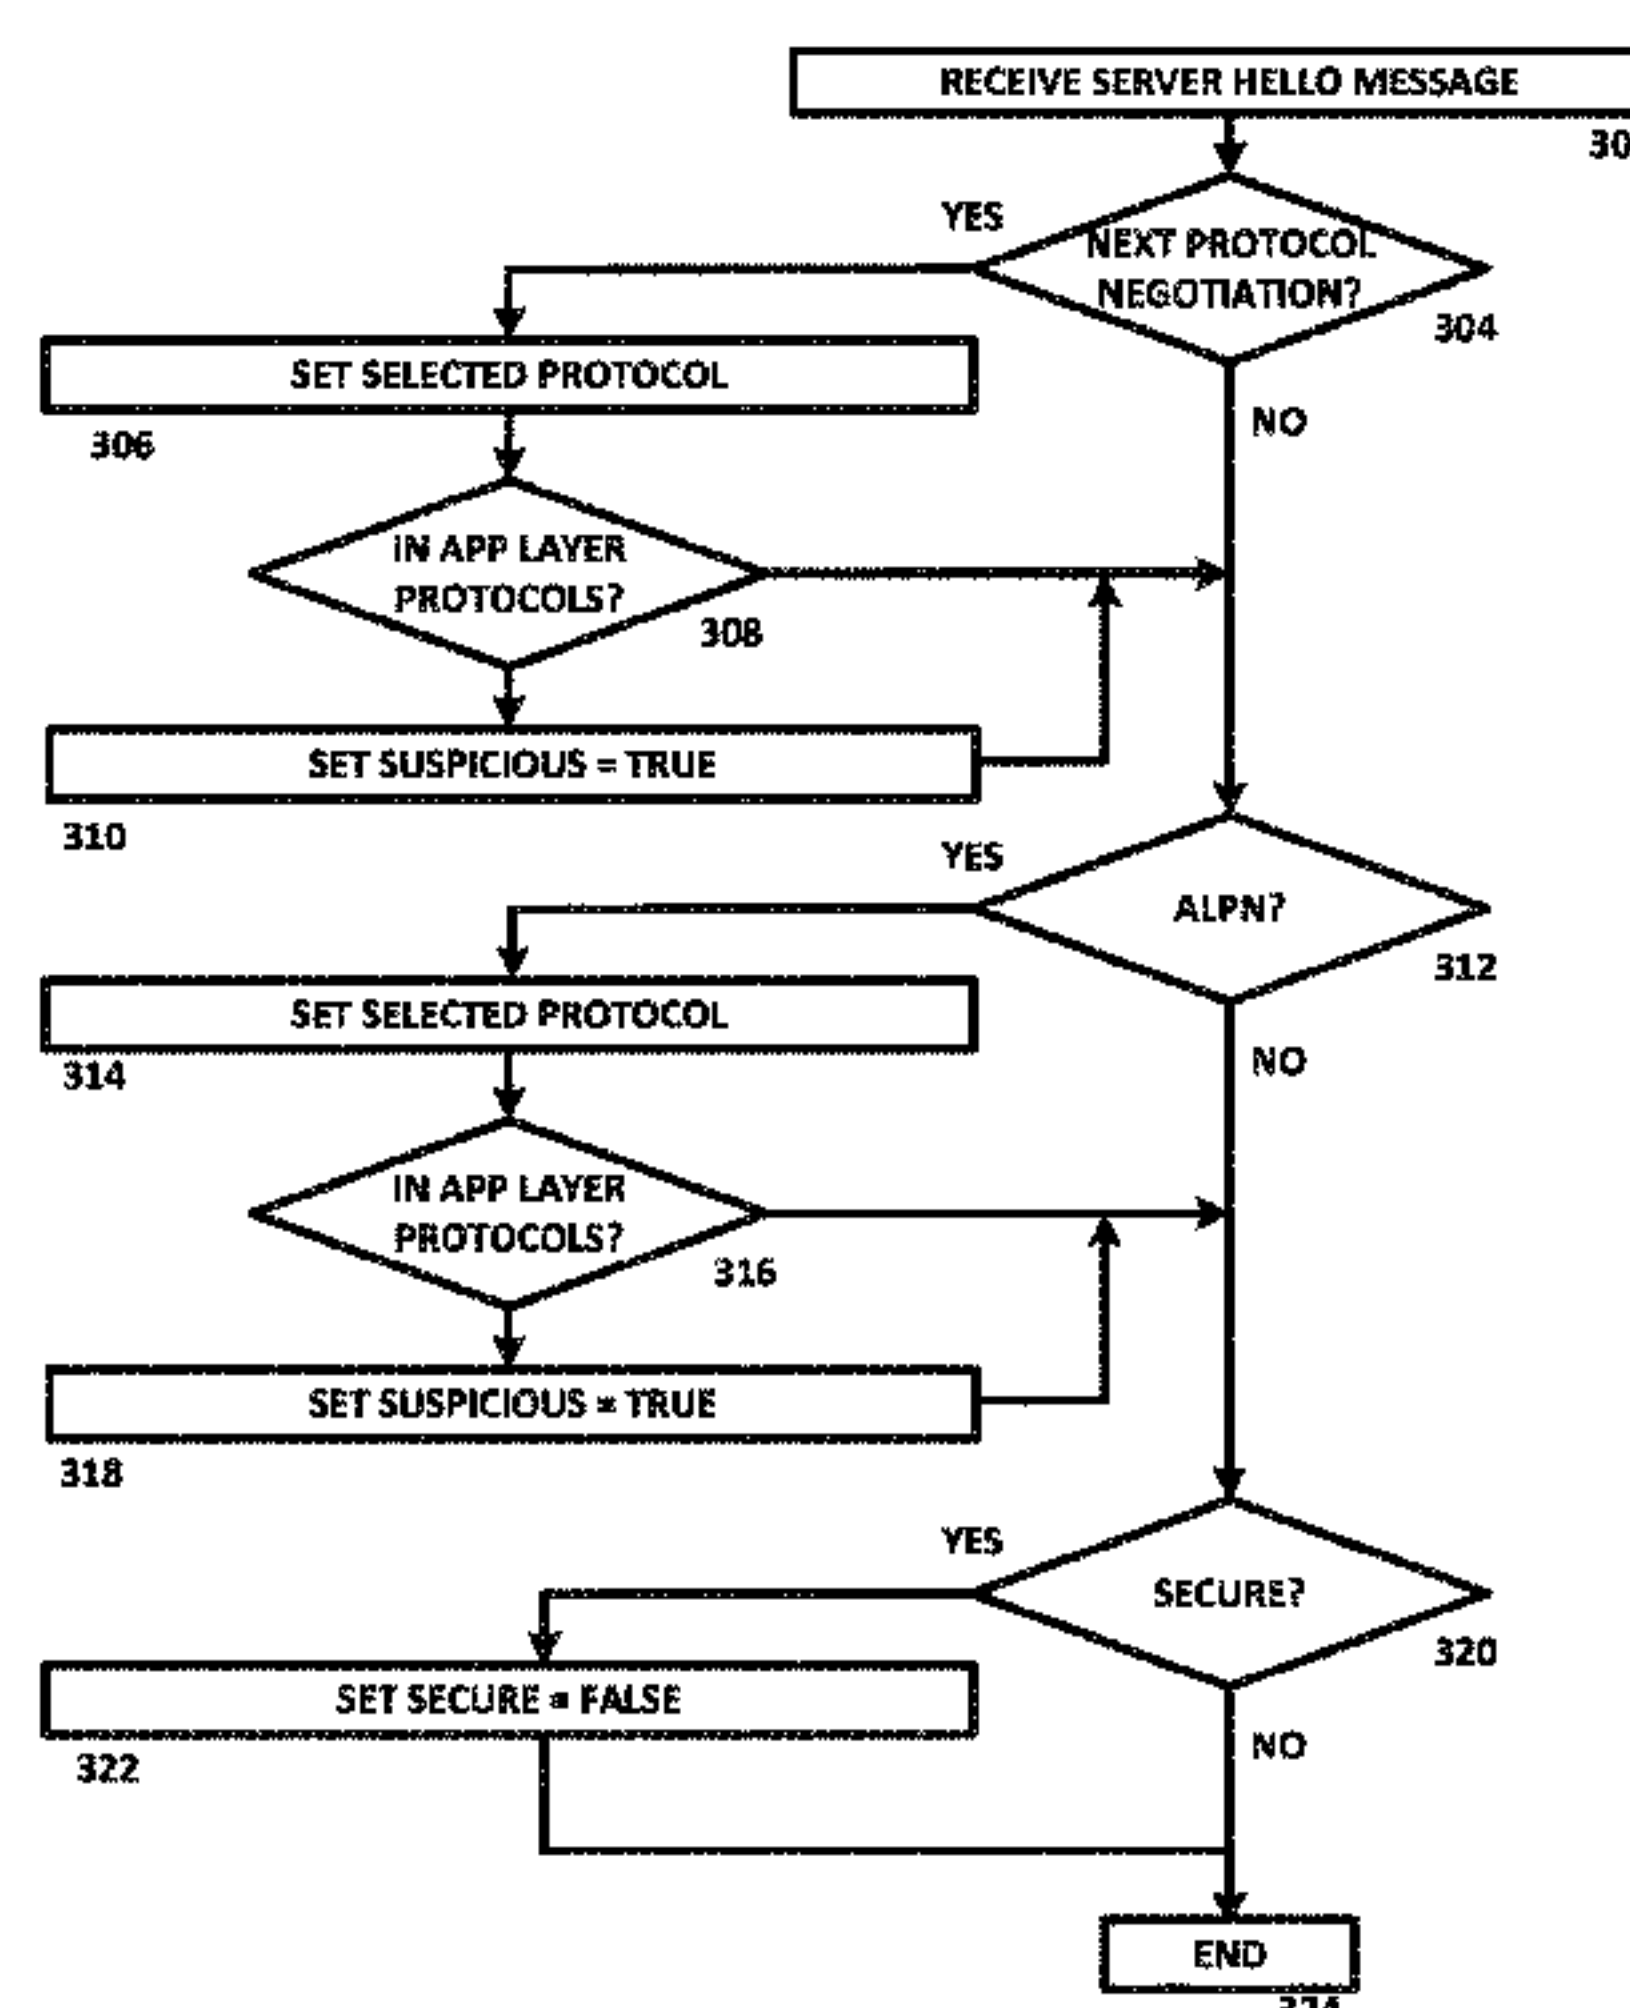 RECEIVE SERVER HELLO MESSAGE
30
YES
NEXT PROTOCOL
NEGOTIATION?
304
NO
SET SELECTED PROTOCOL
306
IN APP LAYER
PROTOCOLS?
308
SET SUSPICIOUS = TRUE
310
YES
ALPN?
312
NO
SET SELECTED PROTOCOL
314
IN APP LAYER
PROTOCOLS?
316
SET SUSPICIOUS = TRUE
318
YES
SECURE?
320
NO
SET SECURE = FALSE
322
END